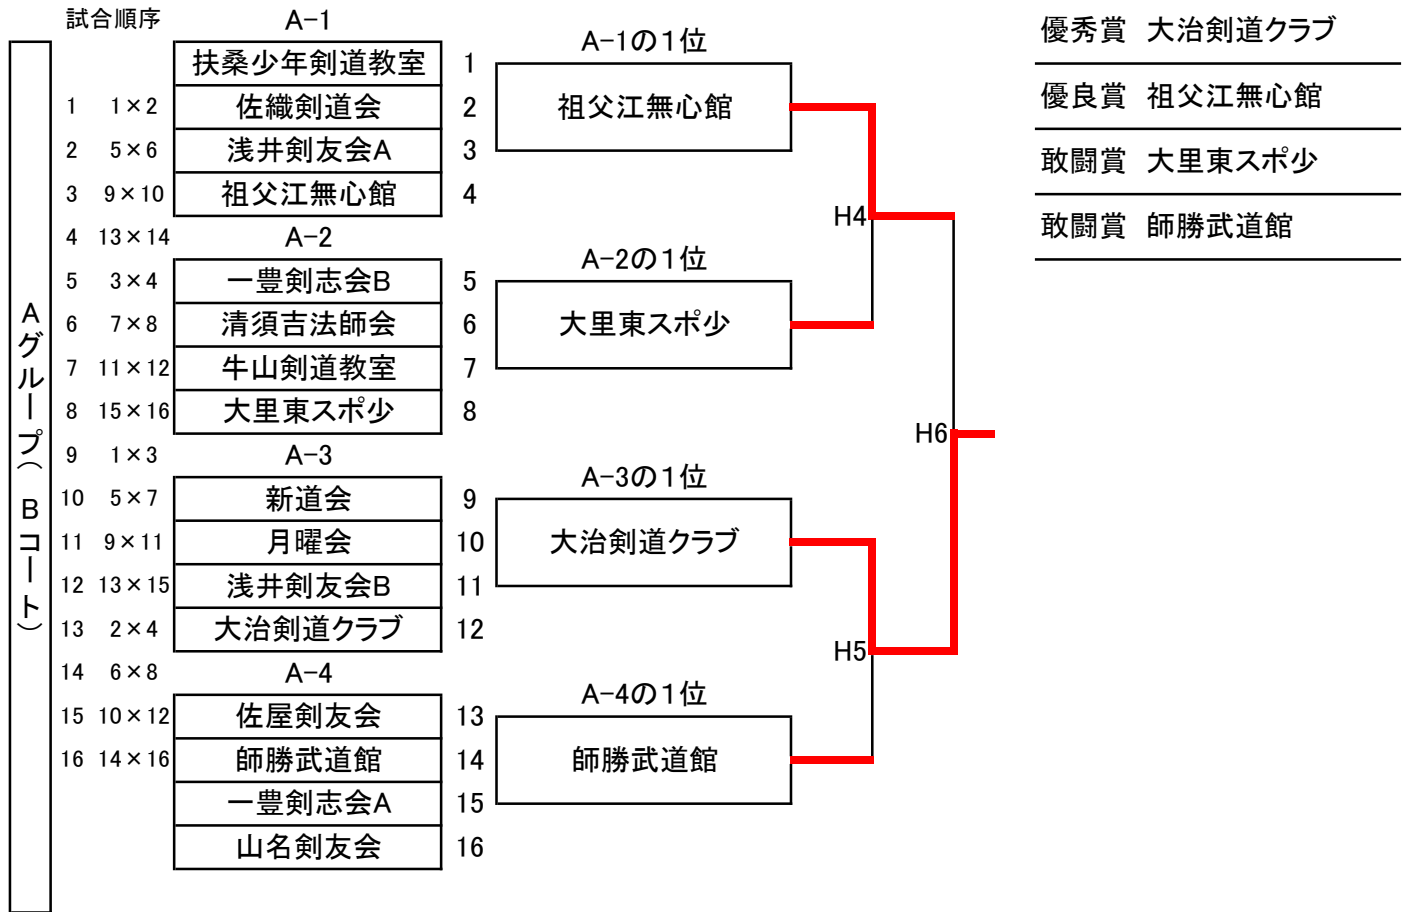 試合順序 A-1
扶桑少年剣道教室 1
1 1×2 佐織剣道会 2
2 5×6 浅井剣友会A 3
3 9×10 祖父江無心館 4
4 13×14 A-2
5 3×4 一豊剣志会B 5
6 7×8 清須吉法師会 6
7 11×12 牛山剣道教室 7
8 15×16 大里東スポ少 8
9 1×3 A-3
10 5×7 新道会 9
11 9×11 月曜会 10
12 13×15 浅井剣友会B 11
13 2×4 大治剣道クラブ 12
14 6×8 A-4
15 10×12 佐屋剣友会 13
16 14×16 師勝武道館 14
一豊剣志会A 15
山名剣友会 16
Aグループ（Bコート）
A-1の1位
祖父江無心館
A-2の1位
大里東スポ少
A-3の1位
大治剣道クラブ
A-4の1位
師勝武道館
H4
H5
H6
優秀賞 大治剣道クラブ
優良賞 祖父江無心館
敢闘賞 大里東スポ少
敢闘賞 師勝武道館